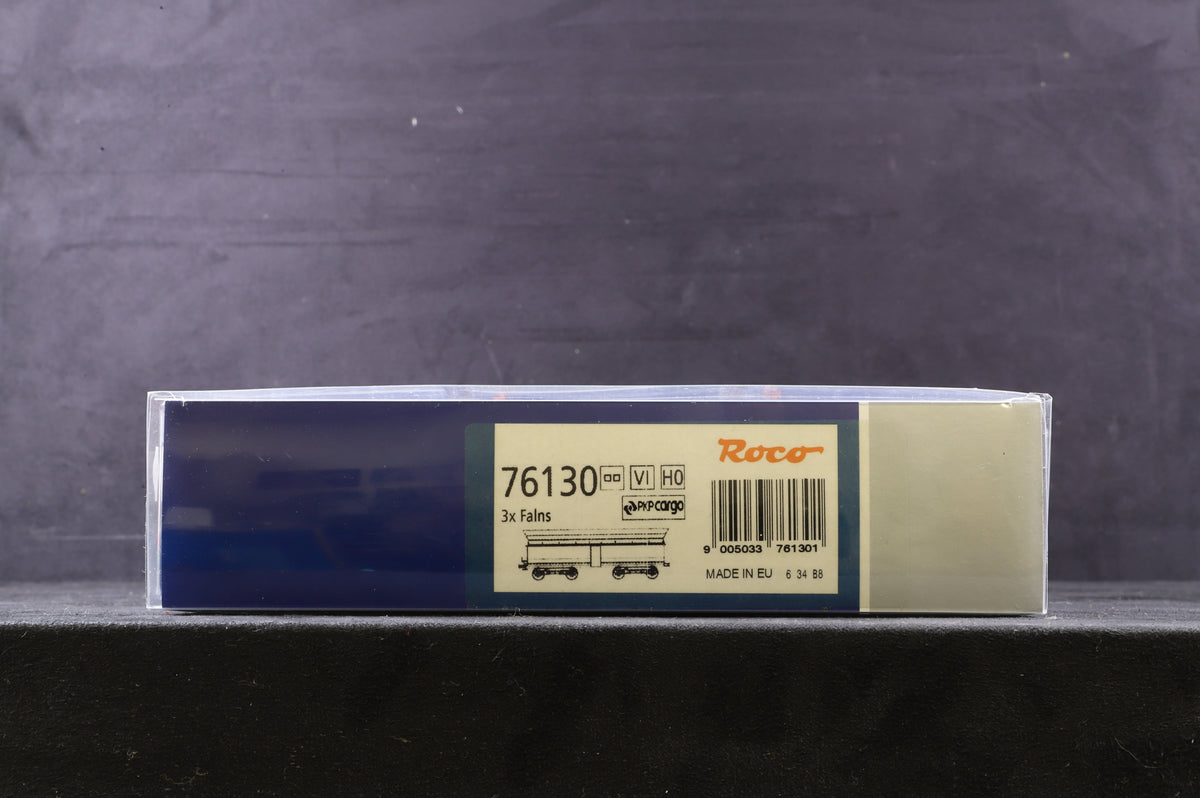 Roco
76130 VI H0
3x Falns
PKP cargo
9 005033 761301
MADE IN EU 6 34 B8